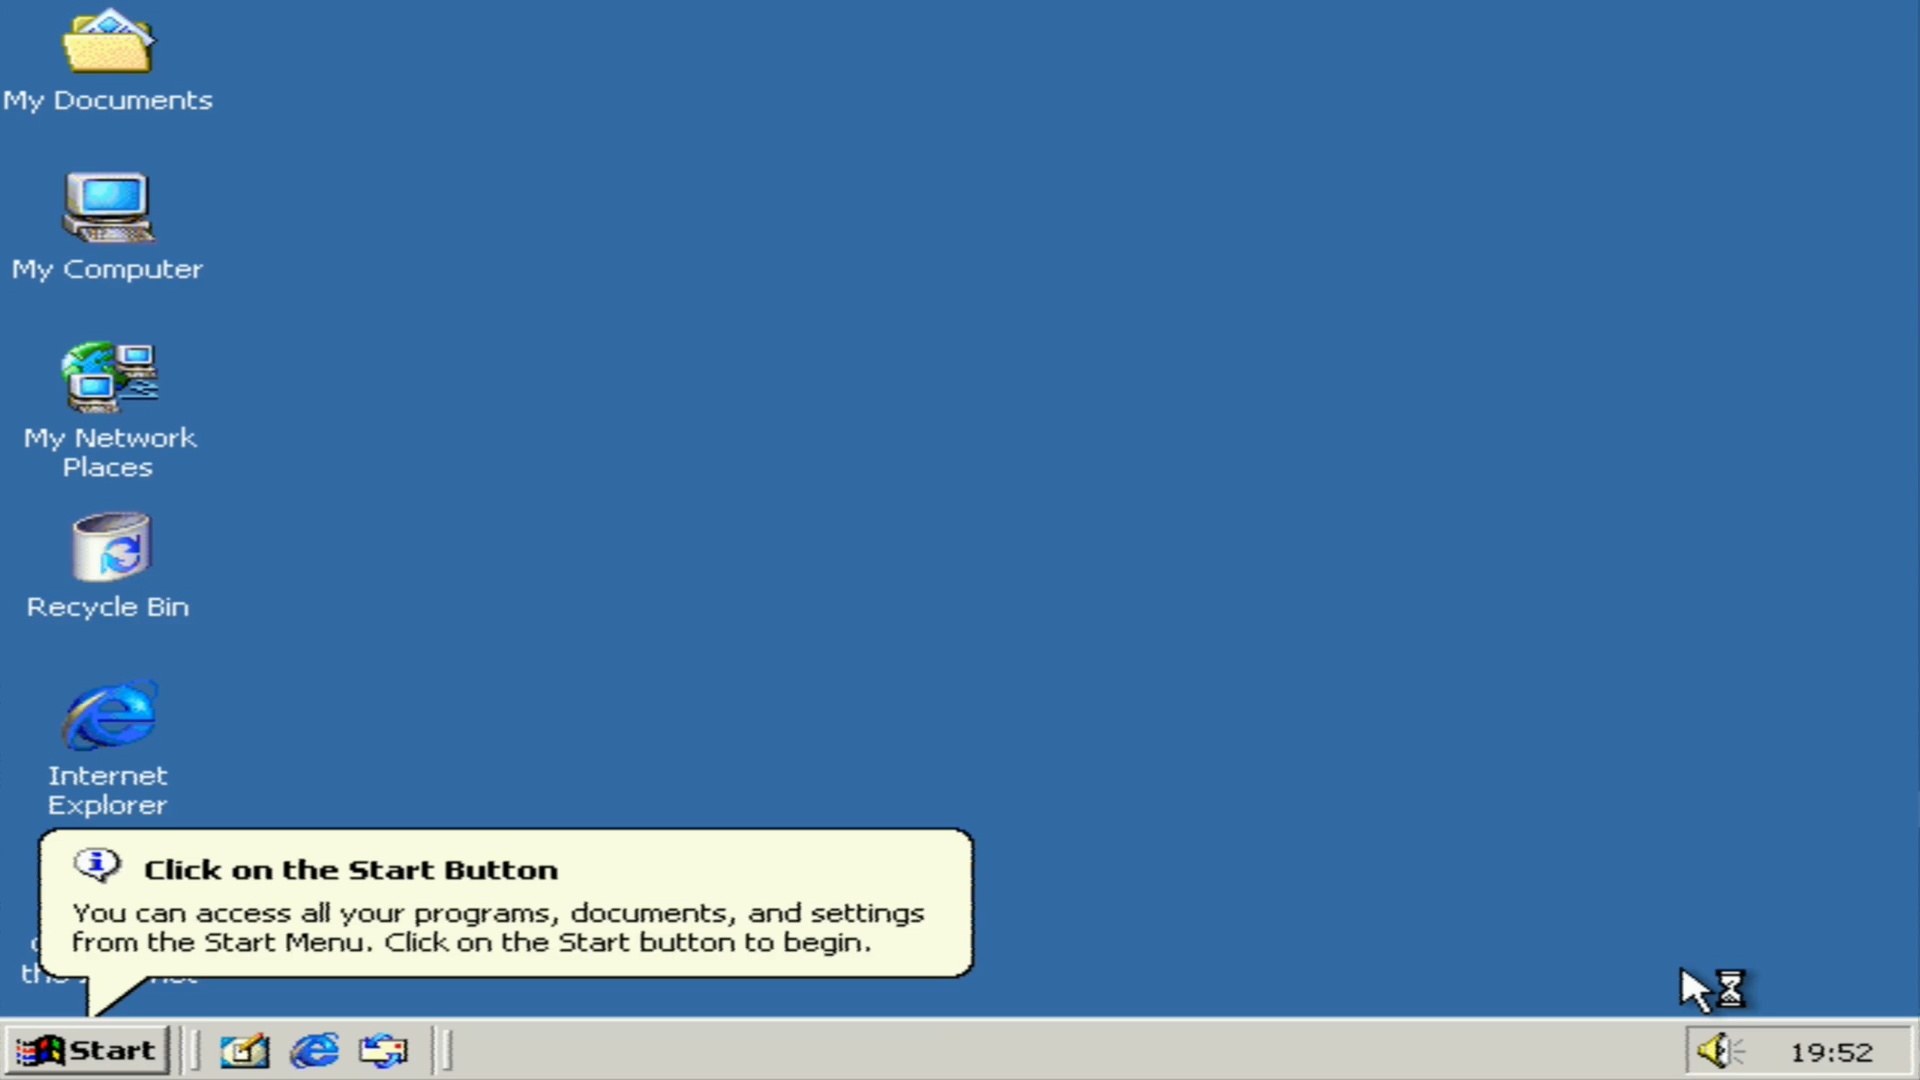 My Documents
My Computer
My Network
Places
Recycle Bin
Internet
Explorer
Click on the Start Button
You can access all your programs, documents, and settings
from the Start Menu. Click on the Start button to begin.
Start
19:52